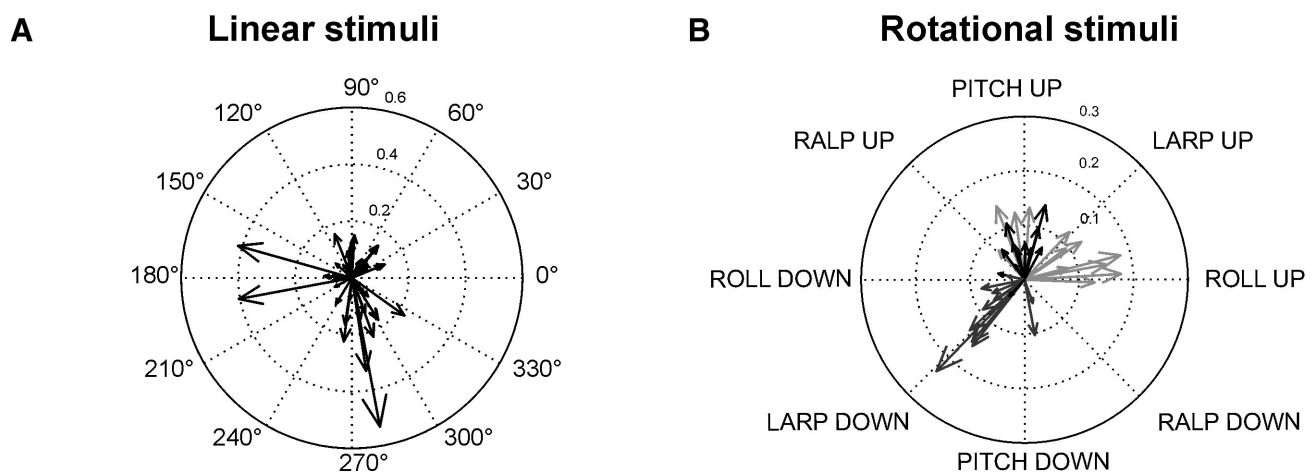 A Linear stimuli
90° 0.6
120° 60°
0.4
150° 30°
0.2
180° 0°
210° 330°
240° 300°
270°
B Rotational stimuli
PITCH UP
0.3
RALP UP LARP UP
0.2
0.1
ROLL DOWN ROLL UP
LARP DOWN RALP DOWN
PITCH DOWN